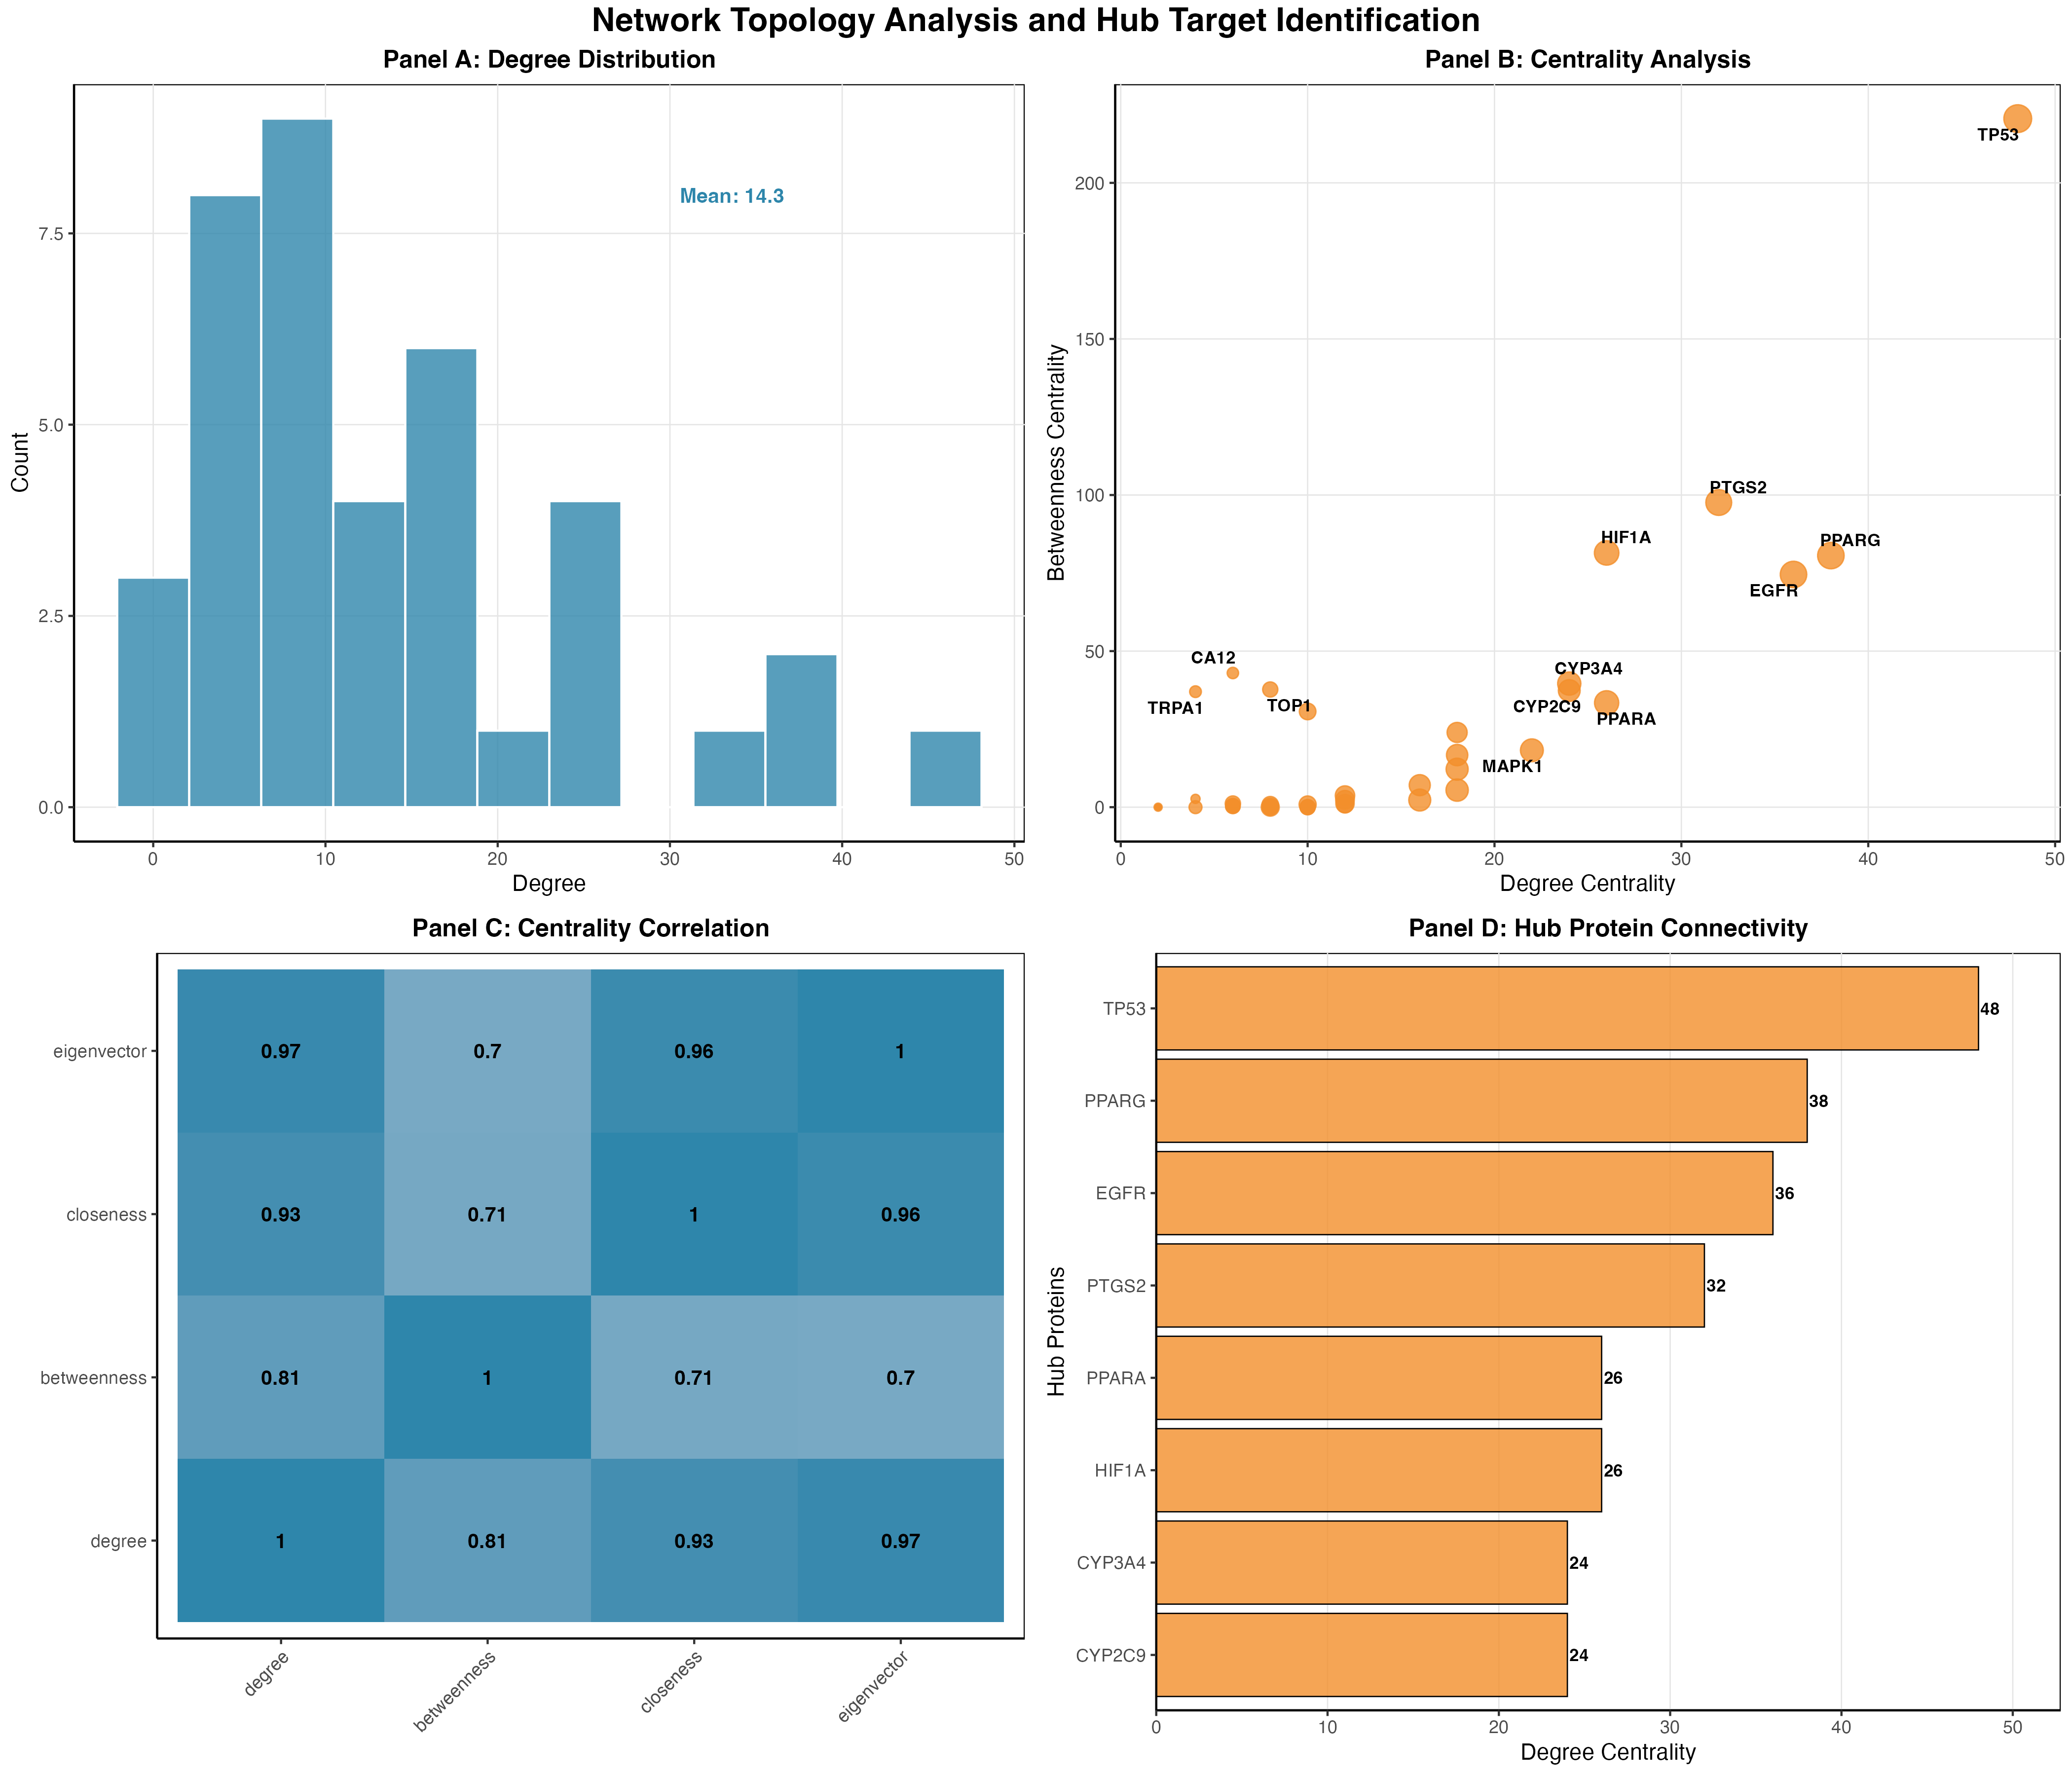 Network Topology Analysis and Hub Target Identification
Panel A: Degree Distribution
Mean: 14.3
7.5
5.0
2.5
0.0
Count
0 10 20 30 40 50
Degree
Panel B: Centrality Analysis
TP53
PTGS2
HIF1A
PPARG
EGFR
CA12
CYP3A4
TRPA1
TOP1
CYP2C9
PPARA
MAPK1
200
150
100
50
0
Betweenness Centrality
0 10 20 30 40 50
Degree Centrality
Panel C: Centrality Correlation
eigenvector 0.97 0.7 0.96 1
closeness 0.93 0.71 1 0.96
betweenness 0.81 1 0.71 0.7
degree 1 0.81 0.93 0.97
degree betweenness closeness eigenvector
Panel D: Hub Protein Connectivity
Hub Proteins
TP53 48
PPARG 38
EGFR 36
PTGS2 32
PPARA 26
HIF1A 26
CYP3A4 24
CYP2C9 24
0 10 20 30 40 50
Degree Centrality